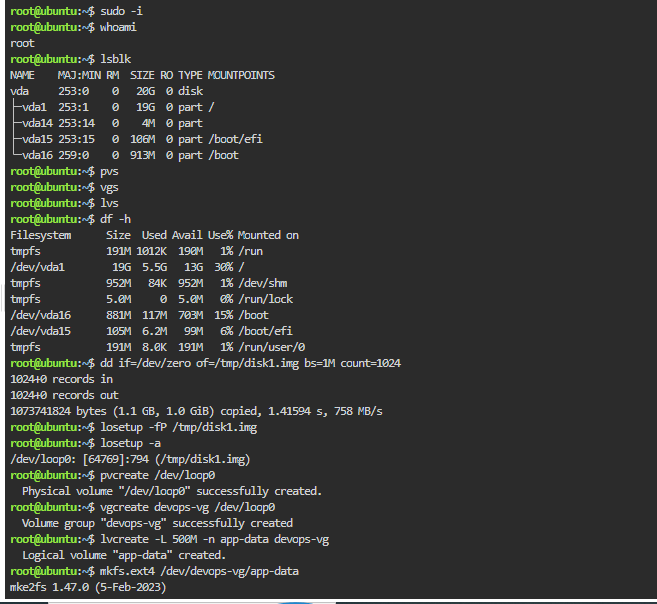 root@ubuntu:~$ sudo -i
root@ubuntu:~$ whoami
root
root@ubuntu:~$ lsblk
NAME    MAJ:MIN RM  SIZE RO TYPE MOUNTPOINTS
vda     253:0    0   20G  0 disk
├─vda1  253:1    0   19G  0 part /
├─vda14 253:14   0    4M  0 part
├─vda15 253:15   0  106M  0 part /boot/efi
└─vda16 259:0    0  913M  0 part /boot
root@ubuntu:~$ pvs
root@ubuntu:~$ vgs
root@ubuntu:~$ lvs
root@ubuntu:~$ df -h
Filesystem      Size  Used Avail Use% Mounted on
tmpfs           191M 1012K  190M   1% /run
/dev/vda1        19G  5.5G   13G  30% /
tmpfs           952M   84K  952M   1% /dev/shm
tmpfs           5.0M     0  5.0M   0% /run/lock
/dev/vda16      881M  117M  703M  15% /boot
/dev/vda15      105M  6.2M   99M   6% /boot/efi
tmpfs           191M  8.0K  191M   1% /run/user/0
root@ubuntu:~$ dd if=/dev/zero of=/tmp/disk1.img bs=1M count=1024
1024+0 records in
1024+0 records out
1073741824 bytes (1.1 GB, 1.0 GiB) copied, 1.41594 s, 758 MB/s
root@ubuntu:~$ losetup -fP /tmp/disk1.img
root@ubuntu:~$ losetup -a
/dev/loop0: [64769]:794 (/tmp/disk1.img)
root@ubuntu:~$ pvcreate /dev/loop0
  Physical volume "/dev/loop0" successfully created.
root@ubuntu:~$ vgcreate devops-vg /dev/loop0
  Volume group "devops-vg" successfully created
root@ubuntu:~$ lvcreate -L 500M -n app-data devops-vg
  Logical volume "app-data" created.
root@ubuntu:~$ mkfs.ext4 /dev/devops-vg/app-data
mke2fs 1.47.0 (5-Feb-2023)